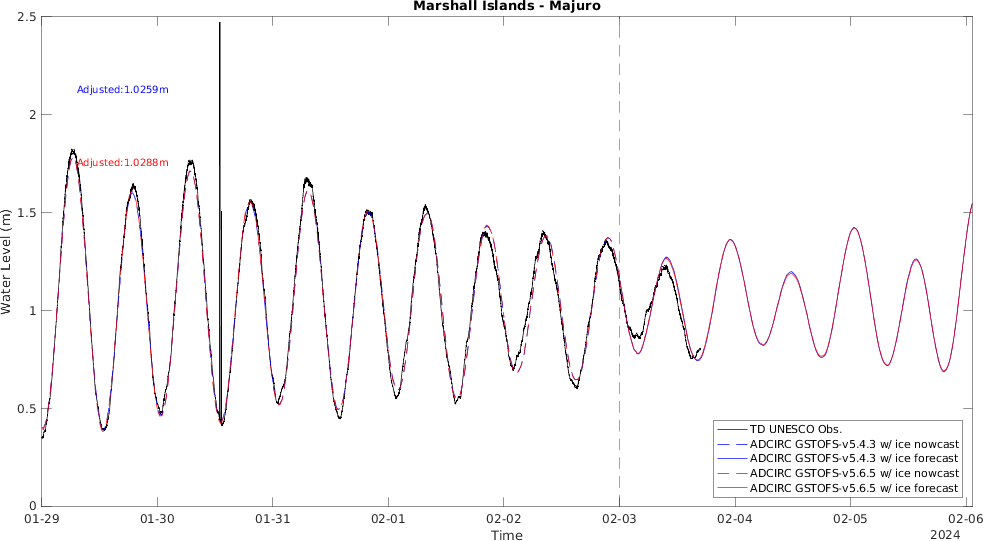 Marshall Islands - Majuro
2.5
2
1.5
1
0.5
0
Water Level (m)
Adjusted:1.0259m
Adjusted:1.0288m
TD UNESCO Obs.
ADCIRC GSTOFS-v5.4.3 w/ ice nowcast
ADCIRC GSTOFS-v5.4.3 w/ ice forecast
ADCIRC GSTOFS-v5.6.5 w/ ice nowcast
ADCIRC GSTOFS-v5.6.5 w/ ice forecast
01-29 01-30 01-31 02-01 02-02 02-03 02-04 02-05 02-06
Time
2024